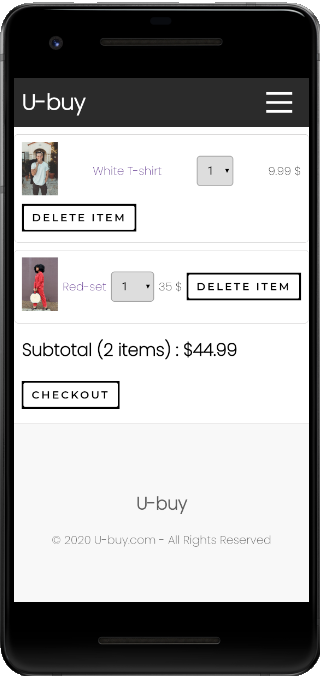 U-buy
White T-shirt 1 9.99 $
DELETE ITEM
Red-set 1 35 $ DELETE ITEM
Subtotal (2 items) : $44.99
CHECKOUT
U-buy
© 2020 U-buy.com - All Rights Reserved